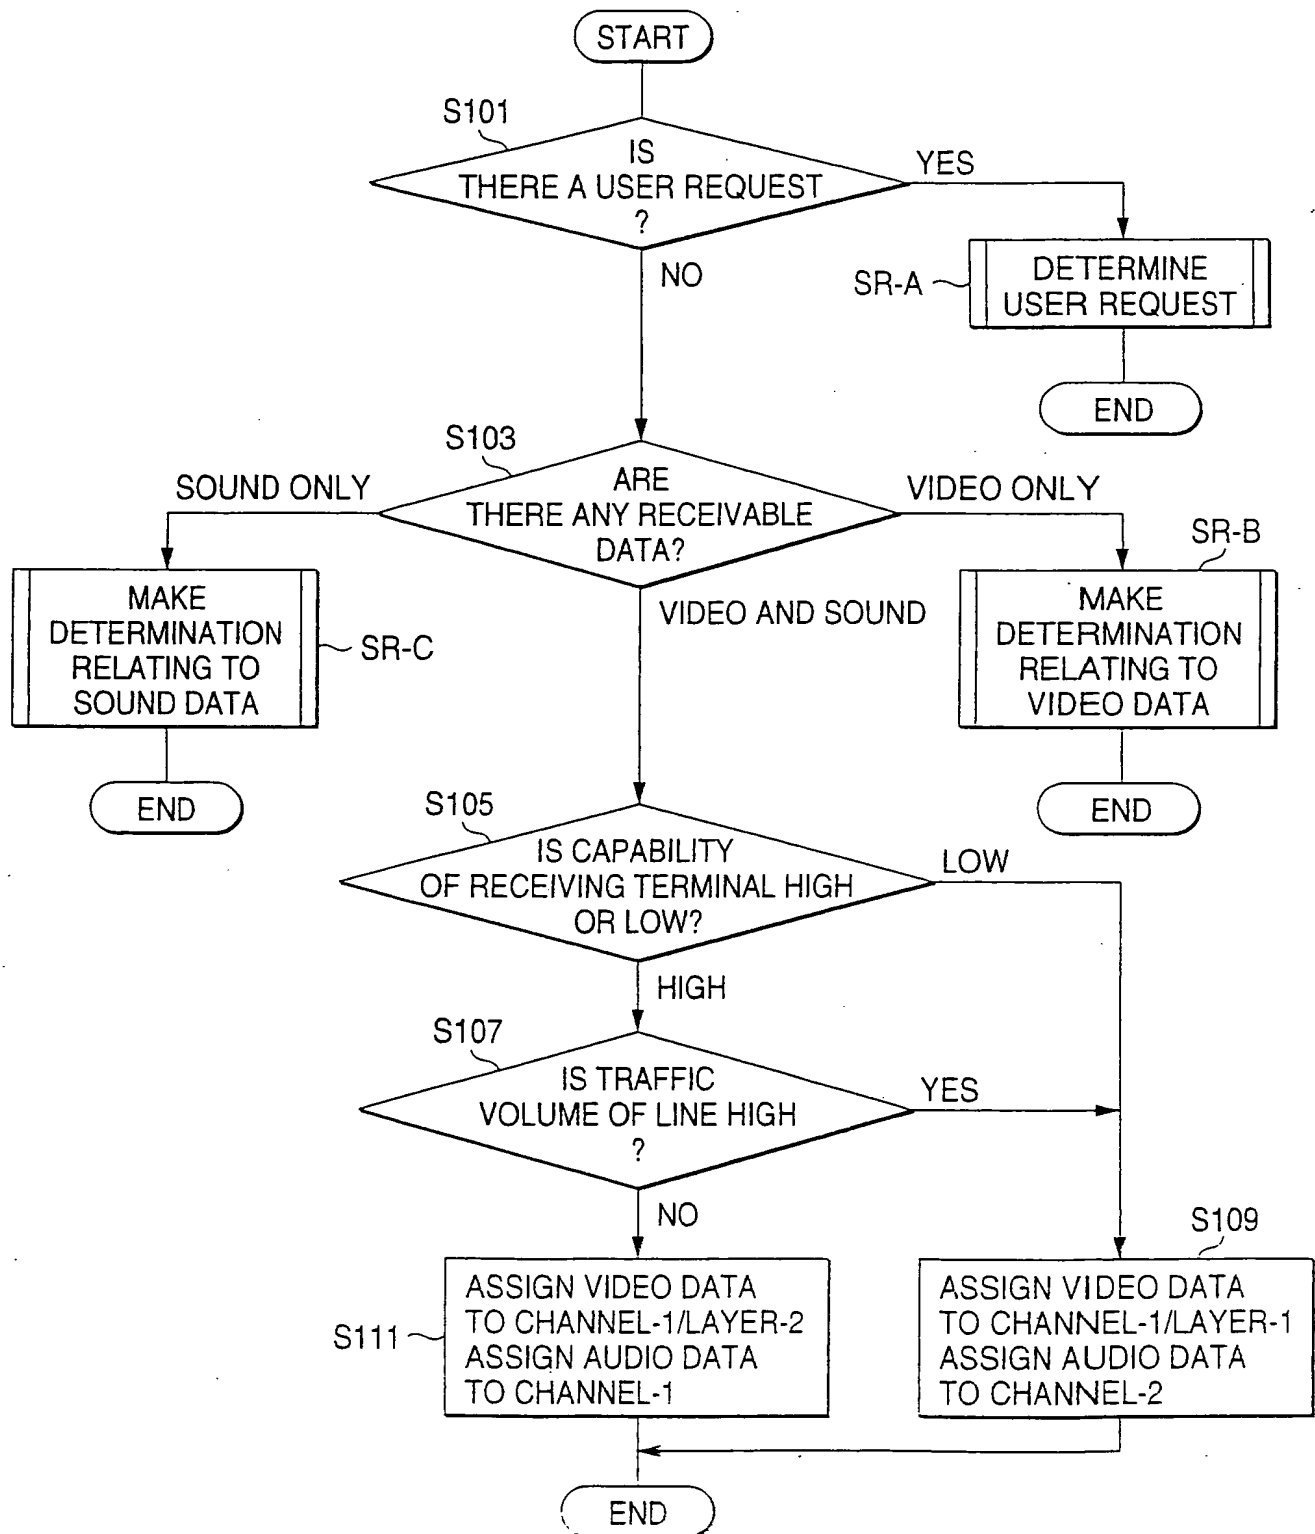 START
S101
IS
THERE A USER REQUEST
?
YES
NO
SR-A
DETERMINE
USER REQUEST
END
S103
ARE
THERE ANY RECEIVABLE
DATA?
SOUND ONLY
VIDEO ONLY
VIDEO AND SOUND
MAKE
DETERMINATION
RELATING TO
SOUND DATA
SR-C
END
SR-B
MAKE
DETERMINATION
RELATING TO
VIDEO DATA
END
S105
IS CAPABILITY
OF RECEIVING TERMINAL HIGH
OR LOW?
LOW
HIGH
S107
IS TRAFFIC
VOLUME OF LINE HIGH
?
YES
NO
S111
ASSIGN VIDEO DATA
TO CHANNEL-1/LAYER-2
ASSIGN AUDIO DATA
TO CHANNEL-1
S109
ASSIGN VIDEO DATA
TO CHANNEL-1/LAYER-1
ASSIGN AUDIO DATA
TO CHANNEL-2
END